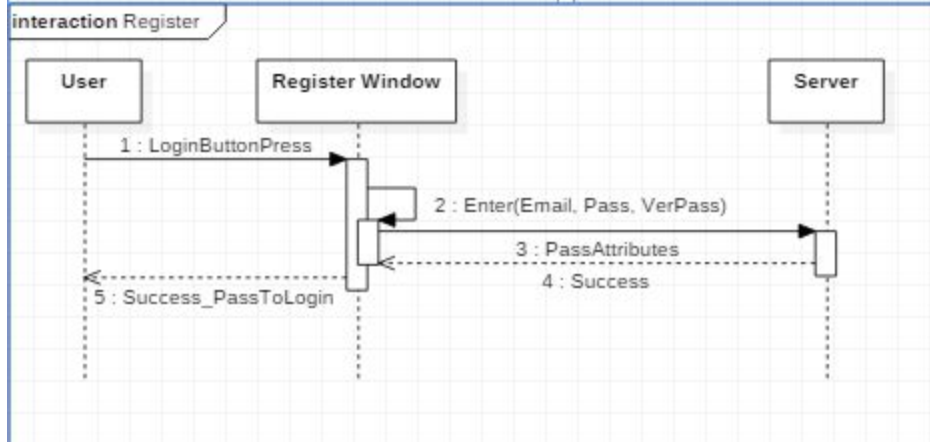 interaction Register
User
Register Window
Server
1 : LoginButtonPress
2 : Enter(Email, Pass, VerPass)
3 : PassAttributes
4 : Success
5 : Success_PassToLogin